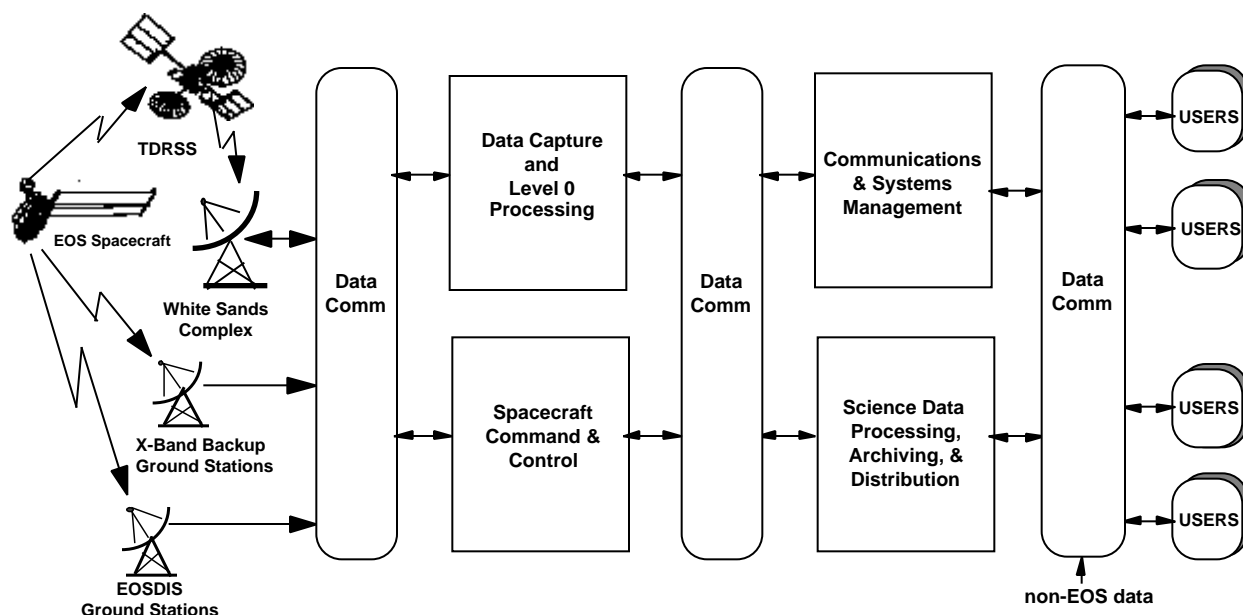 TDRSS
EOS Spacecraft
White Sands
Complex
X-Band Backup
Ground Stations
EOSDIS
Ground Stations
Data
Comm
Data Capture
and
Level 0
Processing
Spacecraft
Command &
Control
Data
Comm
Communications
& Systems
Management
Science Data
Processing,
Archiving, &
Distribution
Data
Comm
non-EOS data
USERS
USERS
USERS
USERS